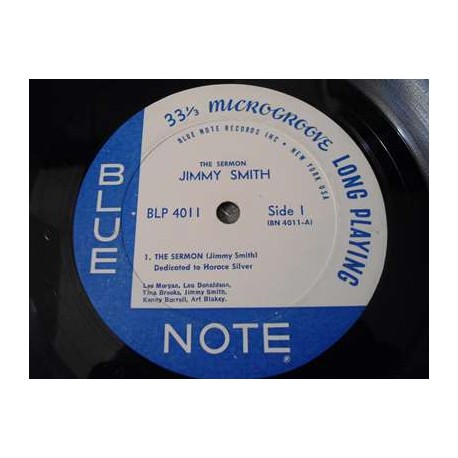 33⅓ MICROGROOVE LONG PLAYING
BLUE NOTE RECORDS INC • NEW YORK USA
THE SERMON
JIMMY SMITH
BLP 4011 Side 1
(BN 4011-A)
1. THE SERMON (Jimmy Smith)
Dedicated to Horace Silver
Lee Morgan, Lou Donaldson,
Tina Brooks, Jimmy Smith,
Kenny Burrell, Art Blakey.
BLUE
NOTE
®